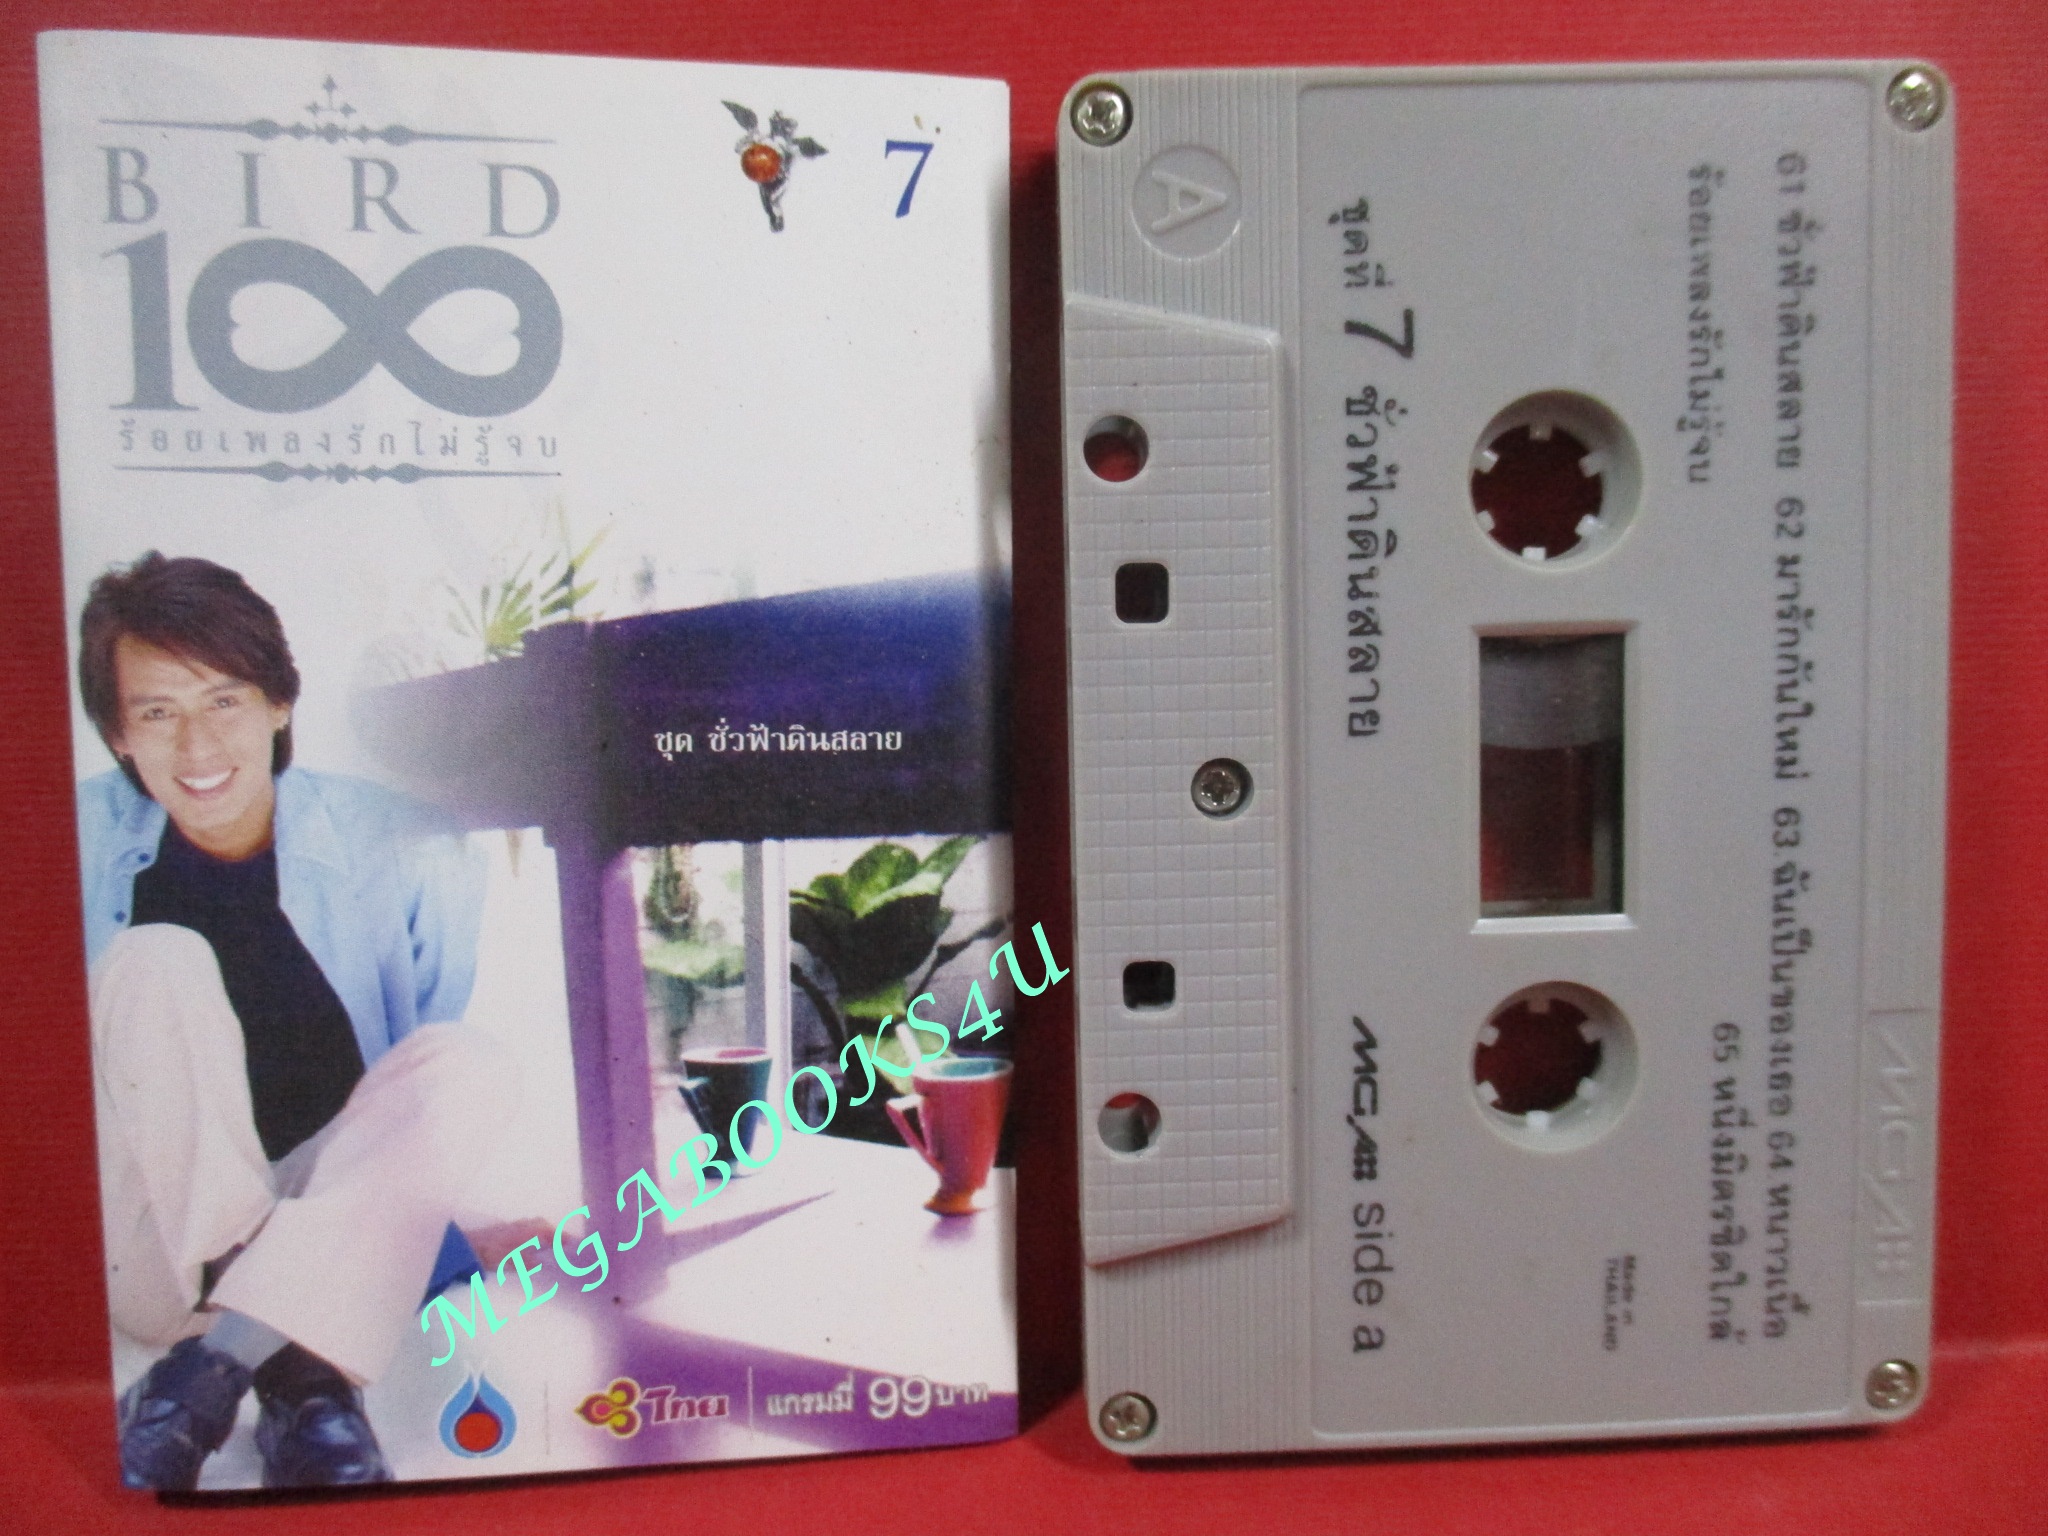 BIRD
100
ร้อยเพลงรักไม่รู้จบ
7
ชุด ชั่วฟ้าดินสลาย
ไทย
แกรมมี่ 99 บาท
MEGABOOKS4U
A
61 ชั่วฟ้าดินสลาย 62 มารักกันใหม่ 63 ฉันเป็นของเธอ 64 หนาวเนื้อ
65 หนึ่งมิตรชิดใกล้
ร้อยเพลงรักไม่รู้จบ
ชุดที่ 7 ชั่วฟ้าดินสลาย
MGA side a
Made in
THAILAND
MGA